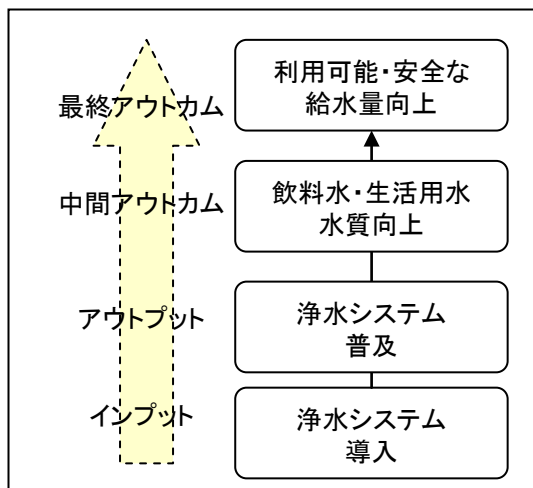 最終アウトカム
利用可能・安全な
給水量向上
中間アウトカム
飲料水・生活用水
水質向上
アウトプット
浄水システム
普及
インプット
浄水システム
導入